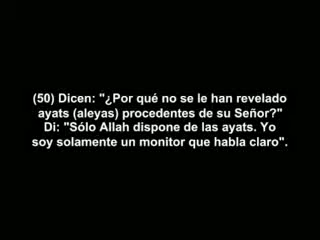 (50) Dicen: "¿Por qué no se le han revelado
ayats (aleyas) procedentes de su Señor?"
Di: "Sólo Allah dispone de las ayats. Yo
soy solamente un monitor que habla claro".